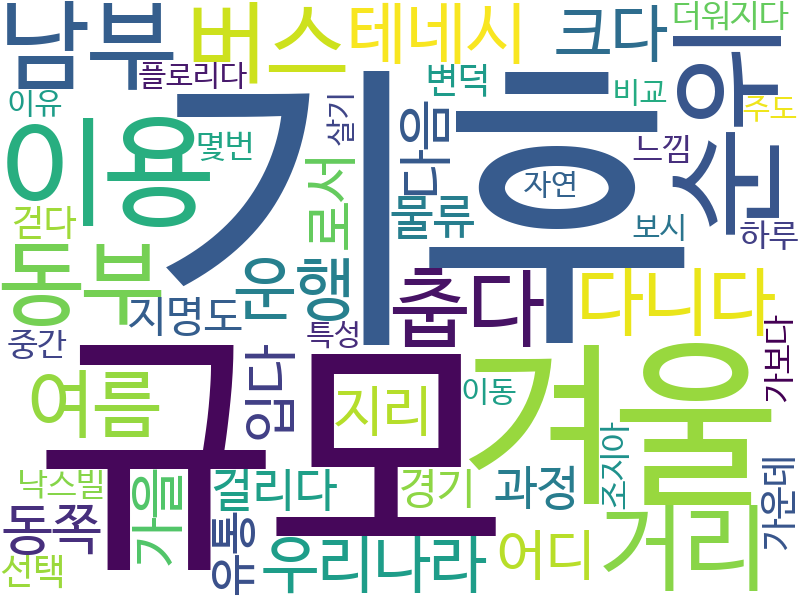 남부
버스
테네시
크다
더워지다
플로리다
변덕
비교
주도
이유
이용
몇번
살기
기후
다음
느낌
순위
자연
걷다
로서
물류
보시
하루
동부
지명도
운행
춥다
다니다
중간
특성
가보다
여름
입다
규모
지리
이동
겨울
낙스빌
가을
걸리다
경기
과정
조지아
가운데
동쪽
유통
우리나라
어디
거리
선택